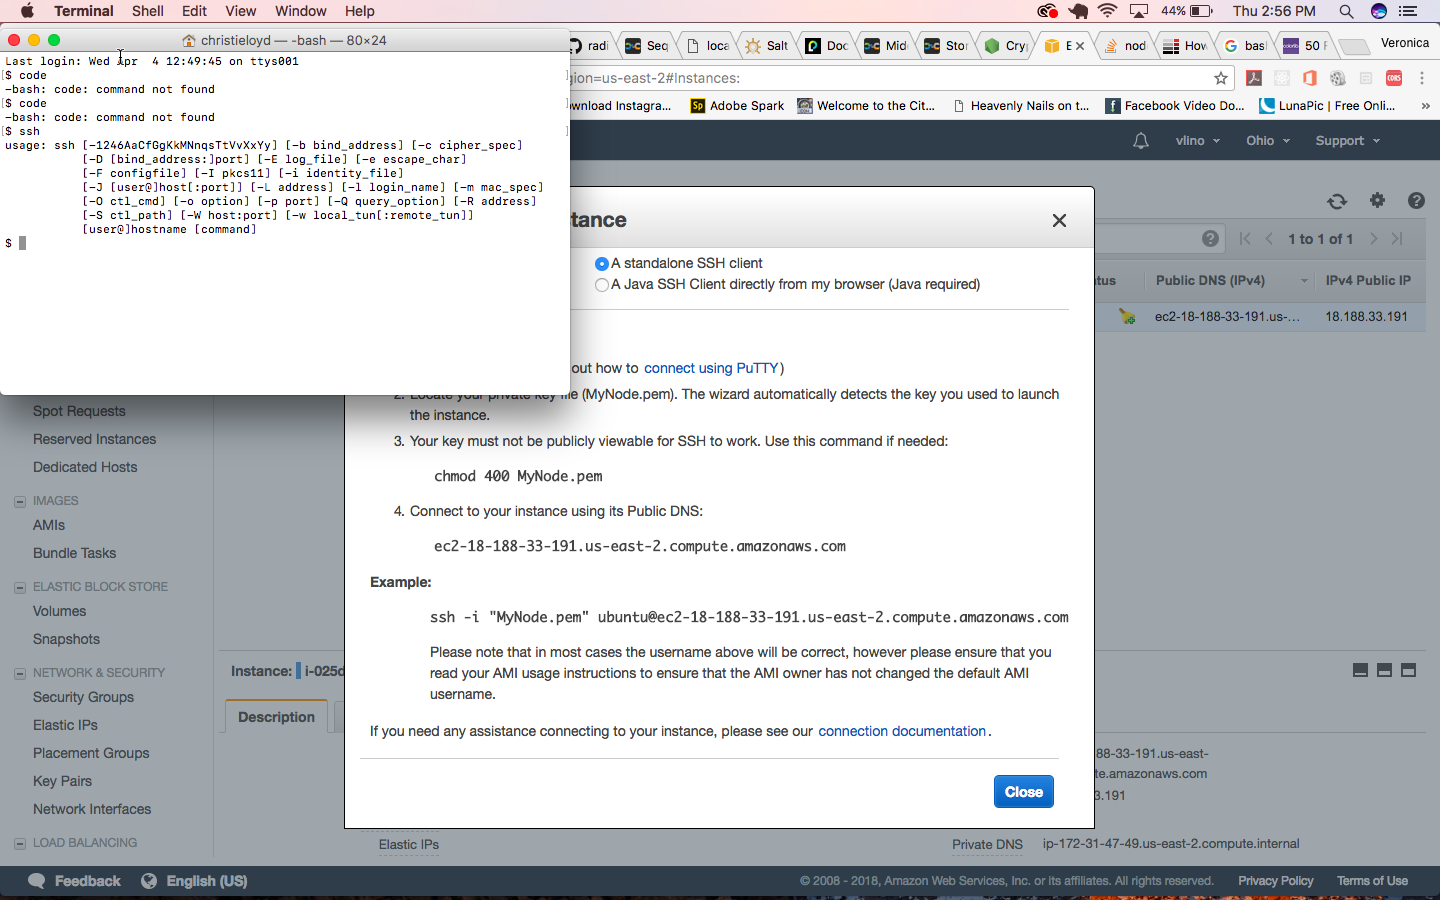 Terminal Shell Edit View Window Help
44% Thu 2:56 PM
christieloyd — -bash — 80×24
Last login: Wed Apr  4 12:49:45 on ttys001
$ code
-bash: code: command not found
$ code
-bash: code: command not found
$ ssh
usage: ssh [-1246AaCfGgKkMNnqsTtVvXxYy] [-b bind_address] [-c cipher_spec]
[-D [bind_address:]port] [-E log_file] [-e escape_char]
[-F configfile] [-I pkcs11] [-i identity_file]
[-J [user@]host[:port]] [-L address] [-l login_name] [-m mac_spec]
[-O ctl_cmd] [-o option] [-p port] [-Q query_option] [-R address]
[-S ctl_path] [-W host:port] [-w local_tun[:remote_tun]]
[user@]hostname [command]
$
radi Seq loca Salt Doc Mid Sto Cry E nod How bas 50 F Veronica
gion=us-east-2#Instances:
wnload Instagra... Adobe Spark Welcome to the Cit... Heavenly Nails on t... Facebook Video Do... LunaPic | Free Onli... »
vlino Ohio Support
1 to 1 of 1
tus Public DNS (IPv4) IPv4 Public IP
ec2-18-188-33-191.us-... 18.188.33.191
tance
A standalone SSH client
A Java SSH Client directly from my browser (Java required)
out how to connect using PuTTY)
2. Locate your private key file (MyNode.pem). The wizard automatically detects the key you used to launch
the instance.
3. Your key must not be publicly viewable for SSH to work. Use this command if needed:
chmod 400 MyNode.pem
4. Connect to your instance using its Public DNS:
ec2-18-188-33-191.us-east-2.compute.amazonaws.com
Example:
ssh -i "MyNode.pem" ubuntu@ec2-18-188-33-191.us-east-2.compute.amazonaws.com
Please note that in most cases the username above will be correct, however please ensure that you
read your AMI usage instructions to ensure that the AMI owner has not changed the default AMI
username.
If you need any assistance connecting to your instance, please see our connection documentation.
Close
Spot Requests
Reserved Instances
Dedicated Hosts
IMAGES
AMIs
Bundle Tasks
ELASTIC BLOCK STORE
Volumes
Snapshots
NETWORK & SECURITY
Security Groups
Elastic IPs
Placement Groups
Key Pairs
Network Interfaces
LOAD BALANCING
Instance: i-025d
Description
88-33-191.us-east-
te.amazonaws.com
3.191
Elastic IPs
Private DNS ip-172-31-47-49.us-east-2.compute.internal
Feedback English (US)
© 2008 - 2018, Amazon Web Services, Inc. or its affiliates. All rights reserved. Privacy Policy Terms of Use